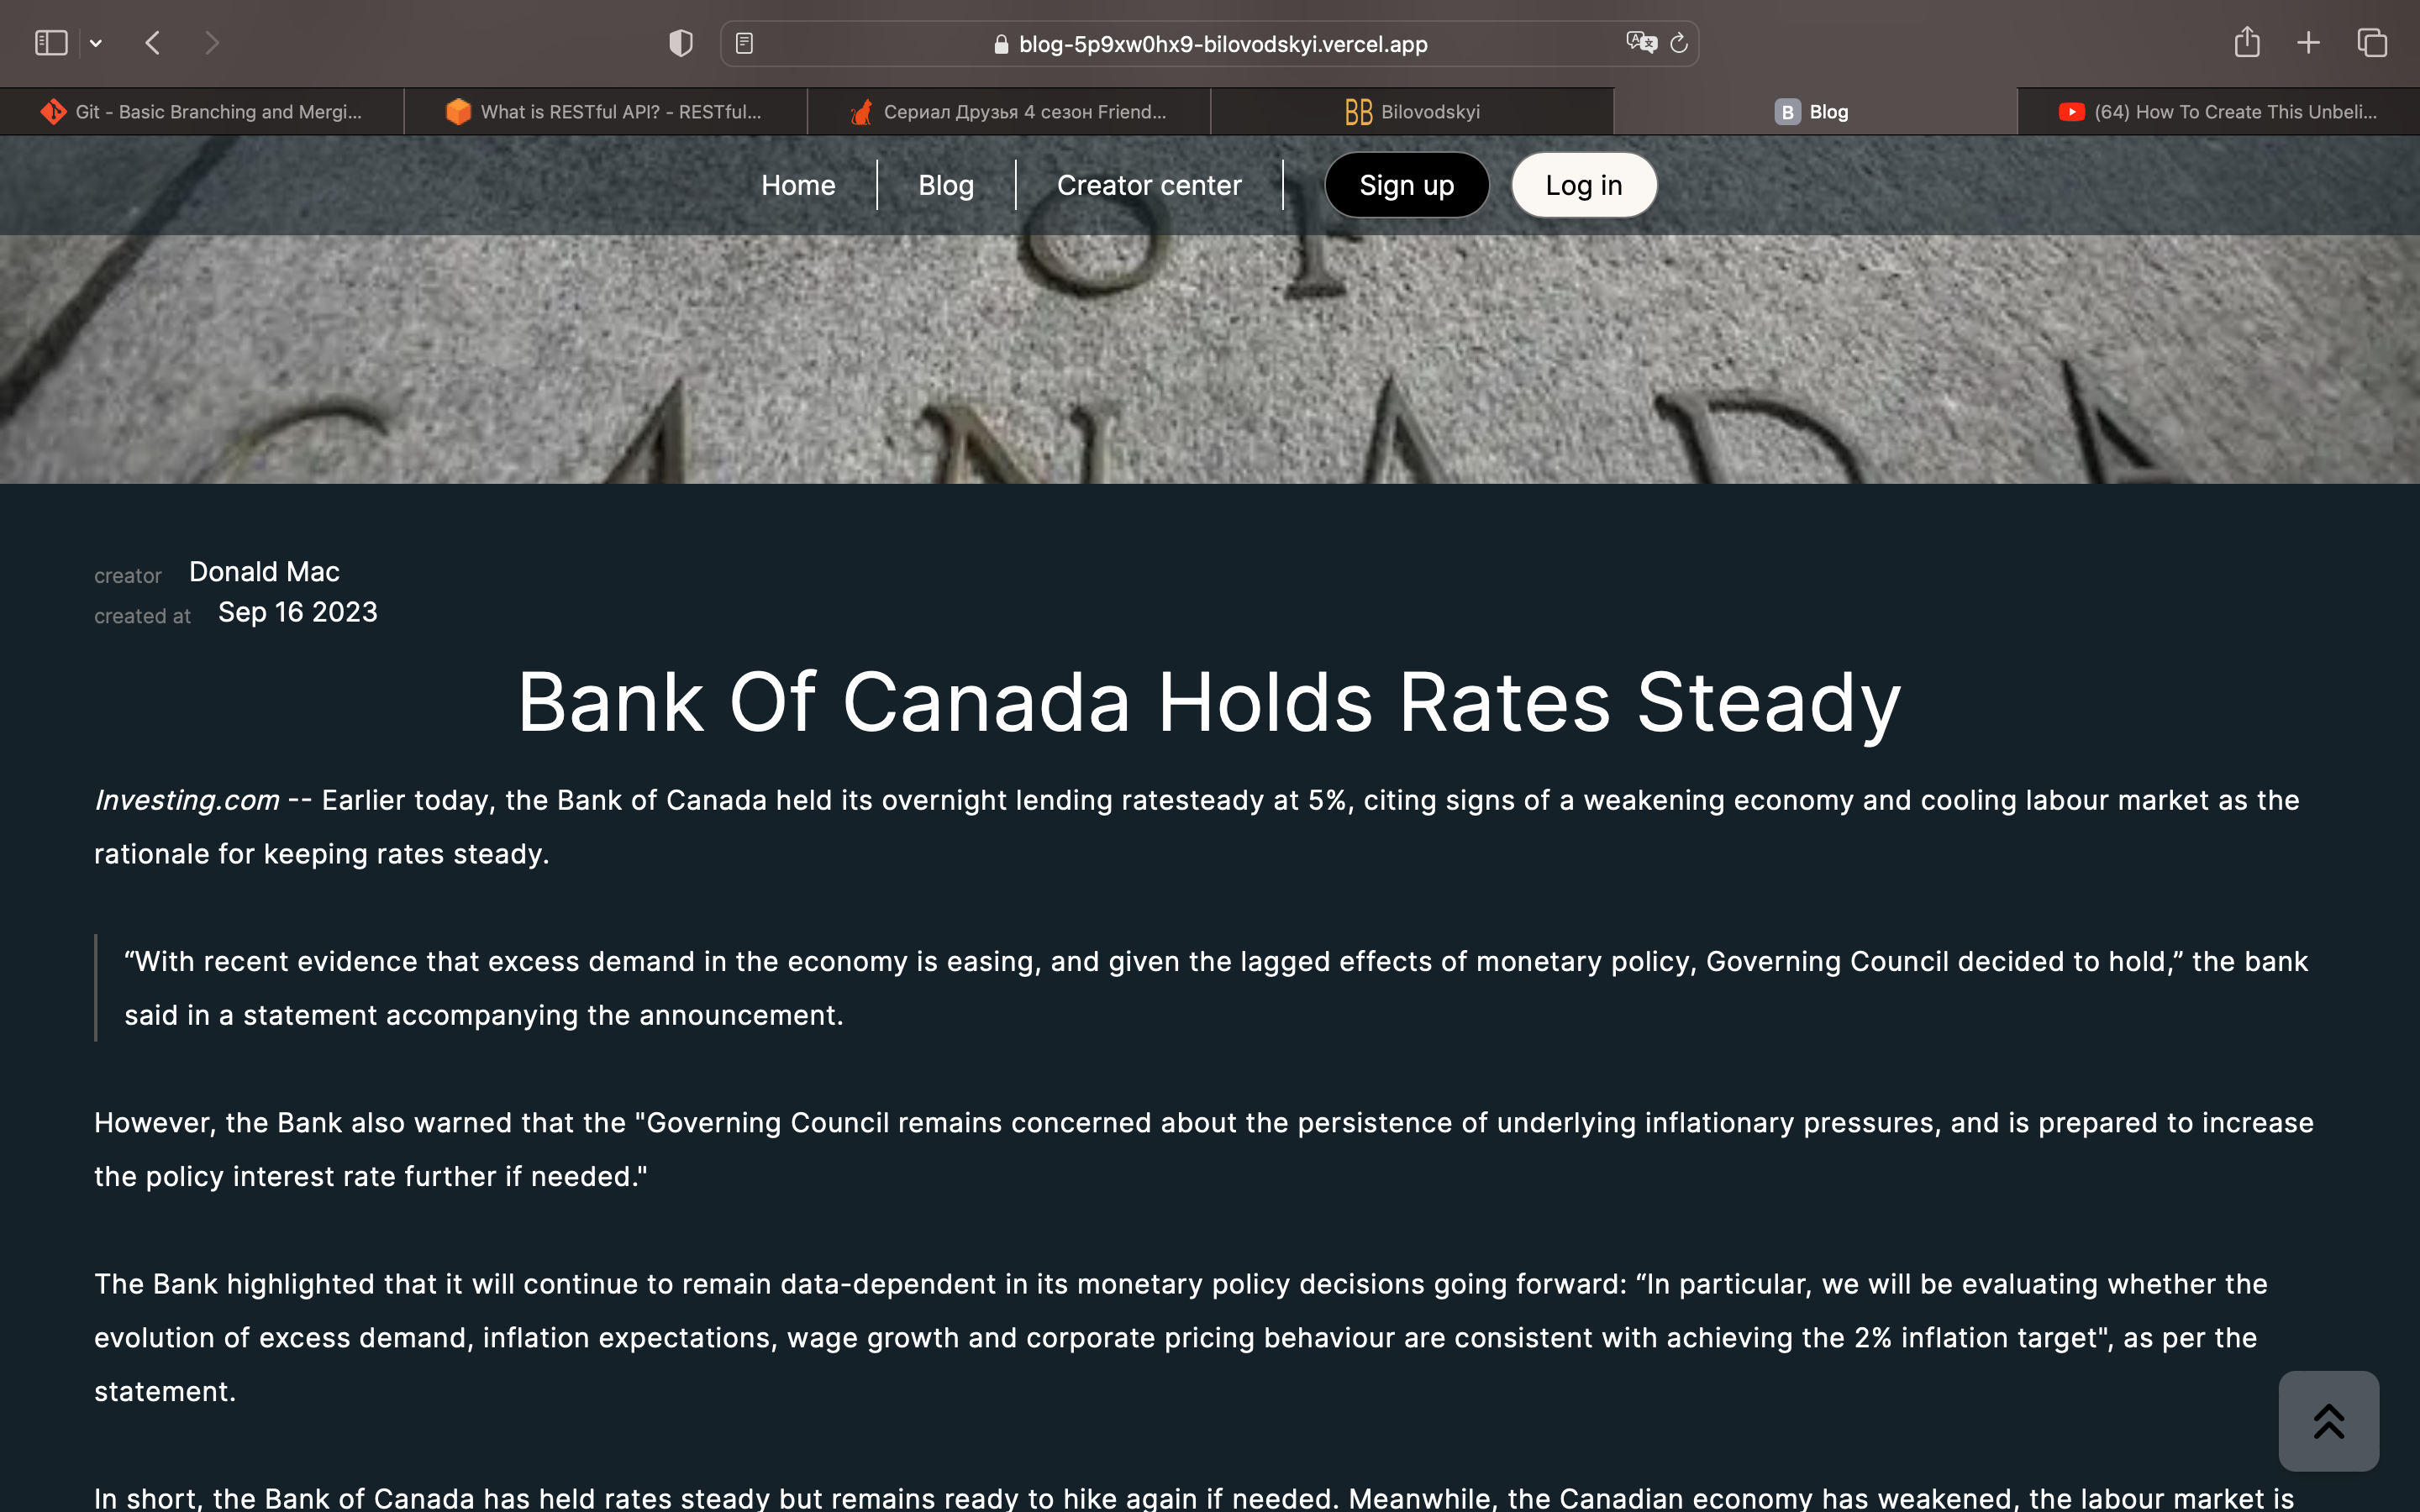 blog-5p9xw0hx9-bilovodskyi.vercel.app
Git - Basic Branching and Mergi...
What is RESTful API? - RESTful...
Сериал Друзья 4 сезон Friend...
BB Bilovodskyi
B Blog
(64) How To Create This Unbeli...
Home
Blog
Creator center
Sign up
Log in
OF
CANADA
creator Donald Mac
created at Sep 16 2023
Bank Of Canada Holds Rates Steady
Investing.com -- Earlier today, the Bank of Canada held its overnight lending ratesteady at 5%, citing signs of a weakening economy and cooling labour market as the
rationale for keeping rates steady.
“With recent evidence that excess demand in the economy is easing, and given the lagged effects of monetary policy, Governing Council decided to hold,” the bank
said in a statement accompanying the announcement.
However, the Bank also warned that the "Governing Council remains concerned about the persistence of underlying inflationary pressures, and is prepared to increase
the policy interest rate further if needed."
The Bank highlighted that it will continue to remain data-dependent in its monetary policy decisions going forward: “In particular, we will be evaluating whether the
evolution of excess demand, inflation expectations, wage growth and corporate pricing behaviour are consistent with achieving the 2% inflation target", as per the
statement.
In short, the Bank of Canada has held rates steady but remains ready to hike again if needed. Meanwhile, the Canadian economy has weakened, the labour market is